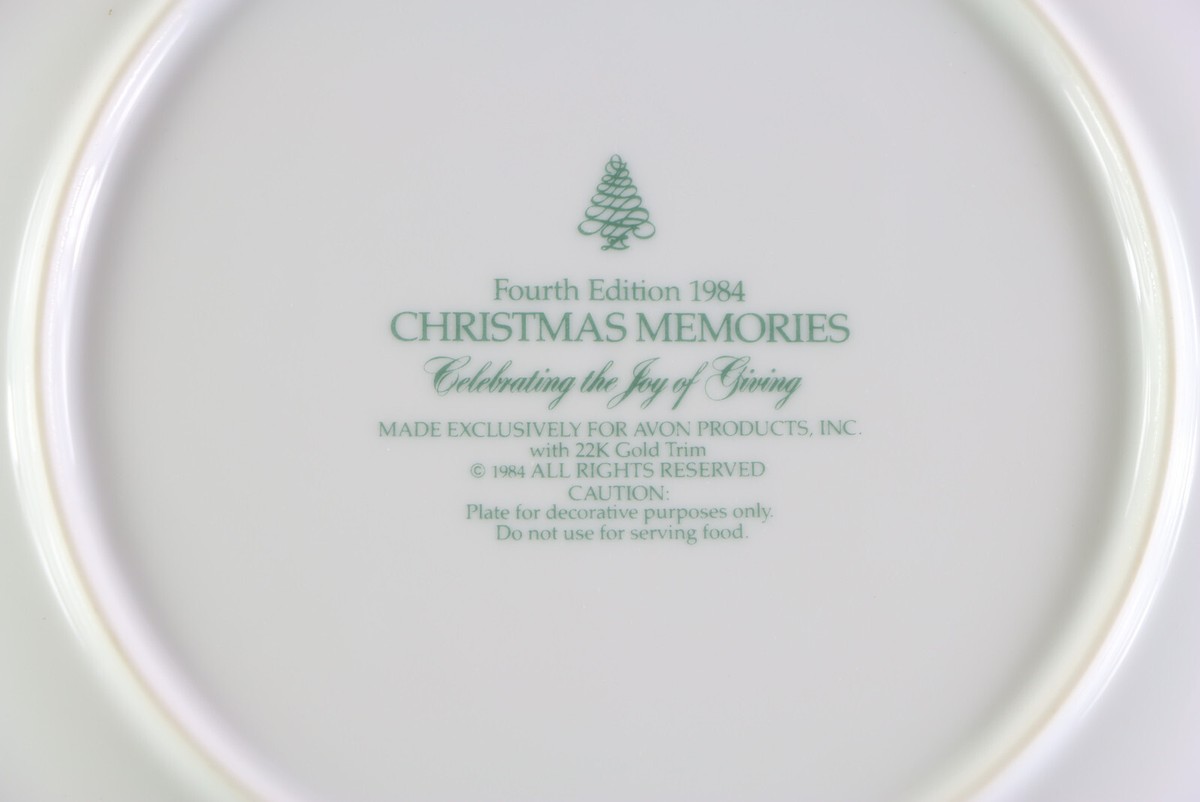 Fourth Edition 1984
CHRISTMAS MEMORIES
Celebrating the Joy of Giving
MADE EXCLUSIVELY FOR AVON PRODUCTS, INC.
with 22K Gold Trim
© 1984 ALL RIGHTS RESERVED
CAUTION:
Plate for decorative purposes only.
Do not use for serving food.